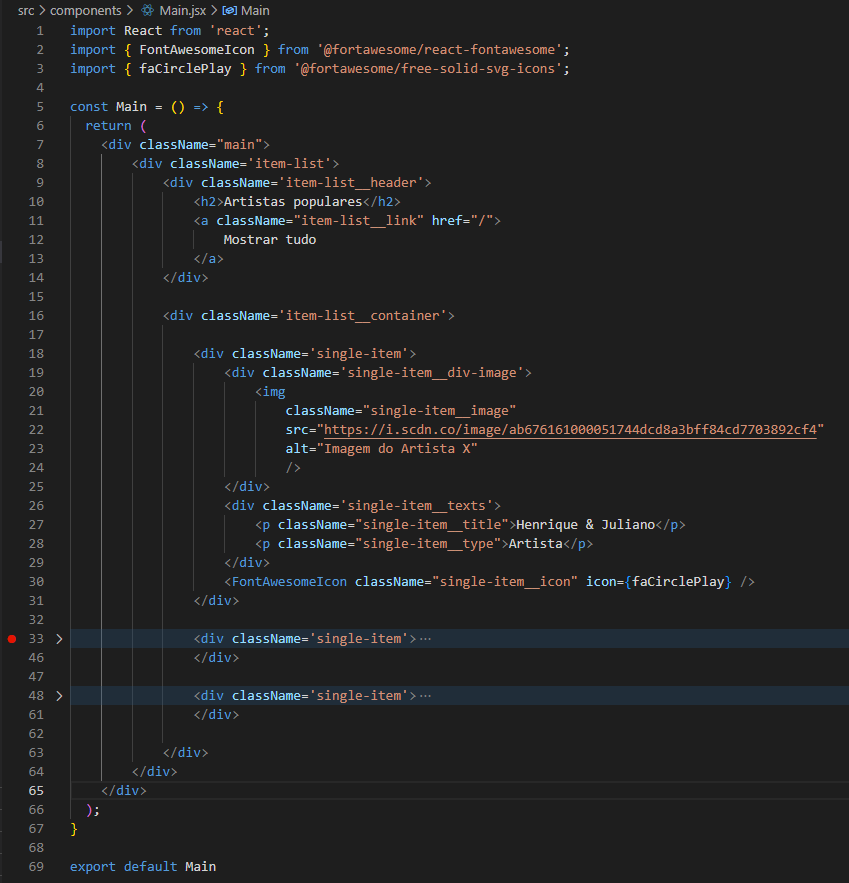 src > components > Main.jsx > Main
1 import React from 'react';
2 import { FontAwesomeIcon } from '@fortawesome/react-fontawesome';
3 import { faCirclePlay } from '@fortawesome/free-solid-svg-icons';
4
5 const Main = () => {
6 return (
7 <div className="main">
8 <div className='item-list'>
9 <div className='item-list__header'>
10 <h2>Artistas populares</h2>
11 <a className="item-list__link" href="/">
12 Mostrar tudo
13 </a>
14 </div>
15
16 <div className='item-list__container'>
17
18 <div className='single-item'>
19 <div className='single-item__div-image'>
20 <img
21 className="single-item__image"
22 src="https://i.scdn.co/image/ab676161000051744dcd8a3bff84cd7703892cf4"
23 alt="Imagem do Artista X"
24 />
25 </div>
26 <div className='single-item__texts'>
27 <p className="single-item__title">Henrique & Juliano</p>
28 <p className="single-item__type">Artista</p>
29 </div>
30 <FontAwesomeIcon className="single-item__icon" icon={faCirclePlay} />
31 </div>
32
33 > <div className='single-item'>···
46 </div>
47
48 > <div className='single-item'>···
61 </div>
62
63 </div>
64 </div>
65 </div>
66 );
67 }
68
69 export default Main